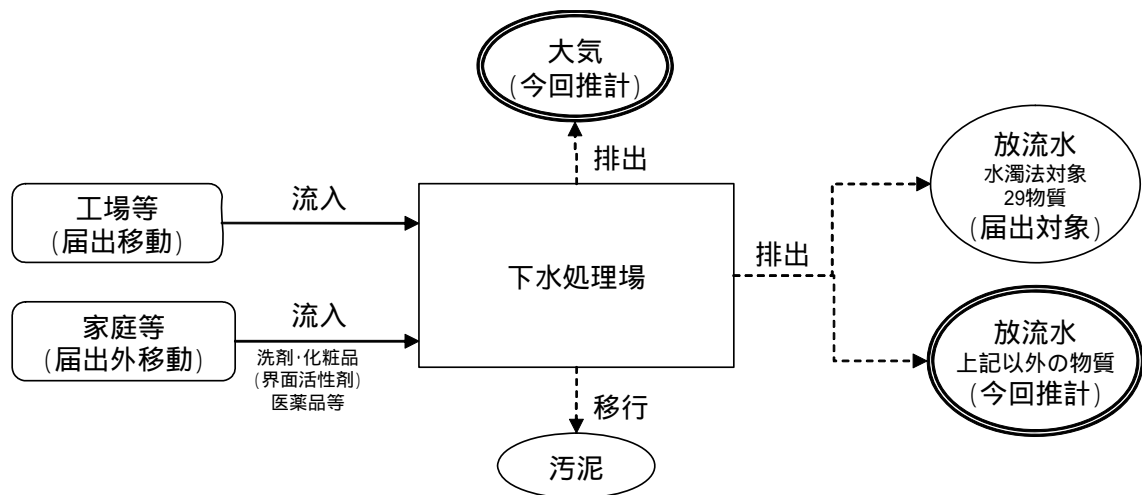 大気
(今回推計)
排出
工場等
(届出移動)
流入
家庭等
(届出外移動)
流入
洗剤・化粧品
(界面活性剤)
医薬品等
下水処理場
排出
放流水
水濁法対象
29物質
(届出対象)
放流水
上記以外の物質
(今回推計)
移行
汚泥